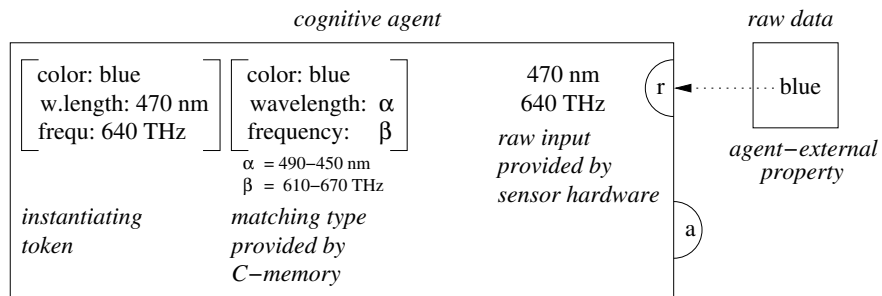 cognitive agent
raw data
color: blue
w.length: 470 nm
frequ: 640 THz
color: blue
wavelength: α
frequency: β
α = 490−450 nm
β = 610−670 THz
instantiating
token
matching type
provided by
C−memory
470 nm
640 THz
raw input
provided by
sensor hardware
r
a
blue
agent−external
property